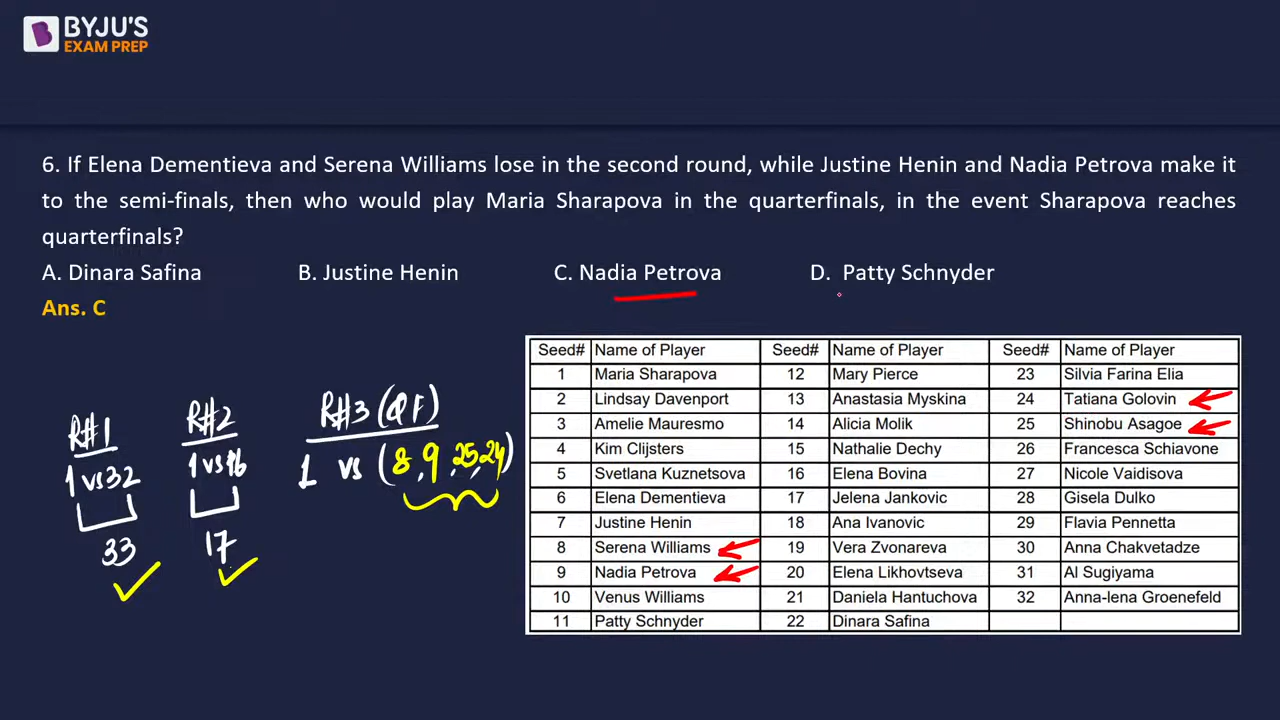 BYJU'S
EXAM PREP
6. If Elena Dementieva and Serena Williams lose in the second round, while Justine Henin and Nadia Petrova make it
to the semi-finals, then who would play Maria Sharapova in the quarterfinals, in the event Sharapova reaches
quarterfinals?
A. Dinara Safina B. Justine Henin C. Nadia Petrova D. Patty Schnyder
Ans. C
R#1 R#2 R#3 (QF)
1 vs 32 1 vs 16 1 vs (8, 9, 25, 24)
33 17
Seed# Name of Player Seed# Name of Player Seed# Name of Player
1 Maria Sharapova 12 Mary Pierce 23 Silvia Farina Elia
2 Lindsay Davenport 13 Anastasia Myskina 24 Tatiana Golovin
3 Amelie Mauresmo 14 Alicia Molik 25 Shinobu Asagoe
4 Kim Clijsters 15 Nathalie Dechy 26 Francesca Schiavone
5 Svetlana Kuznetsova 16 Elena Bovina 27 Nicole Vaidisova
6 Elena Dementieva 17 Jelena Jankovic 28 Gisela Dulko
7 Justine Henin 18 Ana Ivanovic 29 Flavia Pennetta
8 Serena Williams 19 Vera Zvonareva 30 Anna Chakvetadze
9 Nadia Petrova 20 Elena Likhovtseva 31 Al Sugiyama
10 Venus Williams 21 Daniela Hantuchova 32 Anna-lena Groenefeld
11 Patty Schnyder 22 Dinara Safina